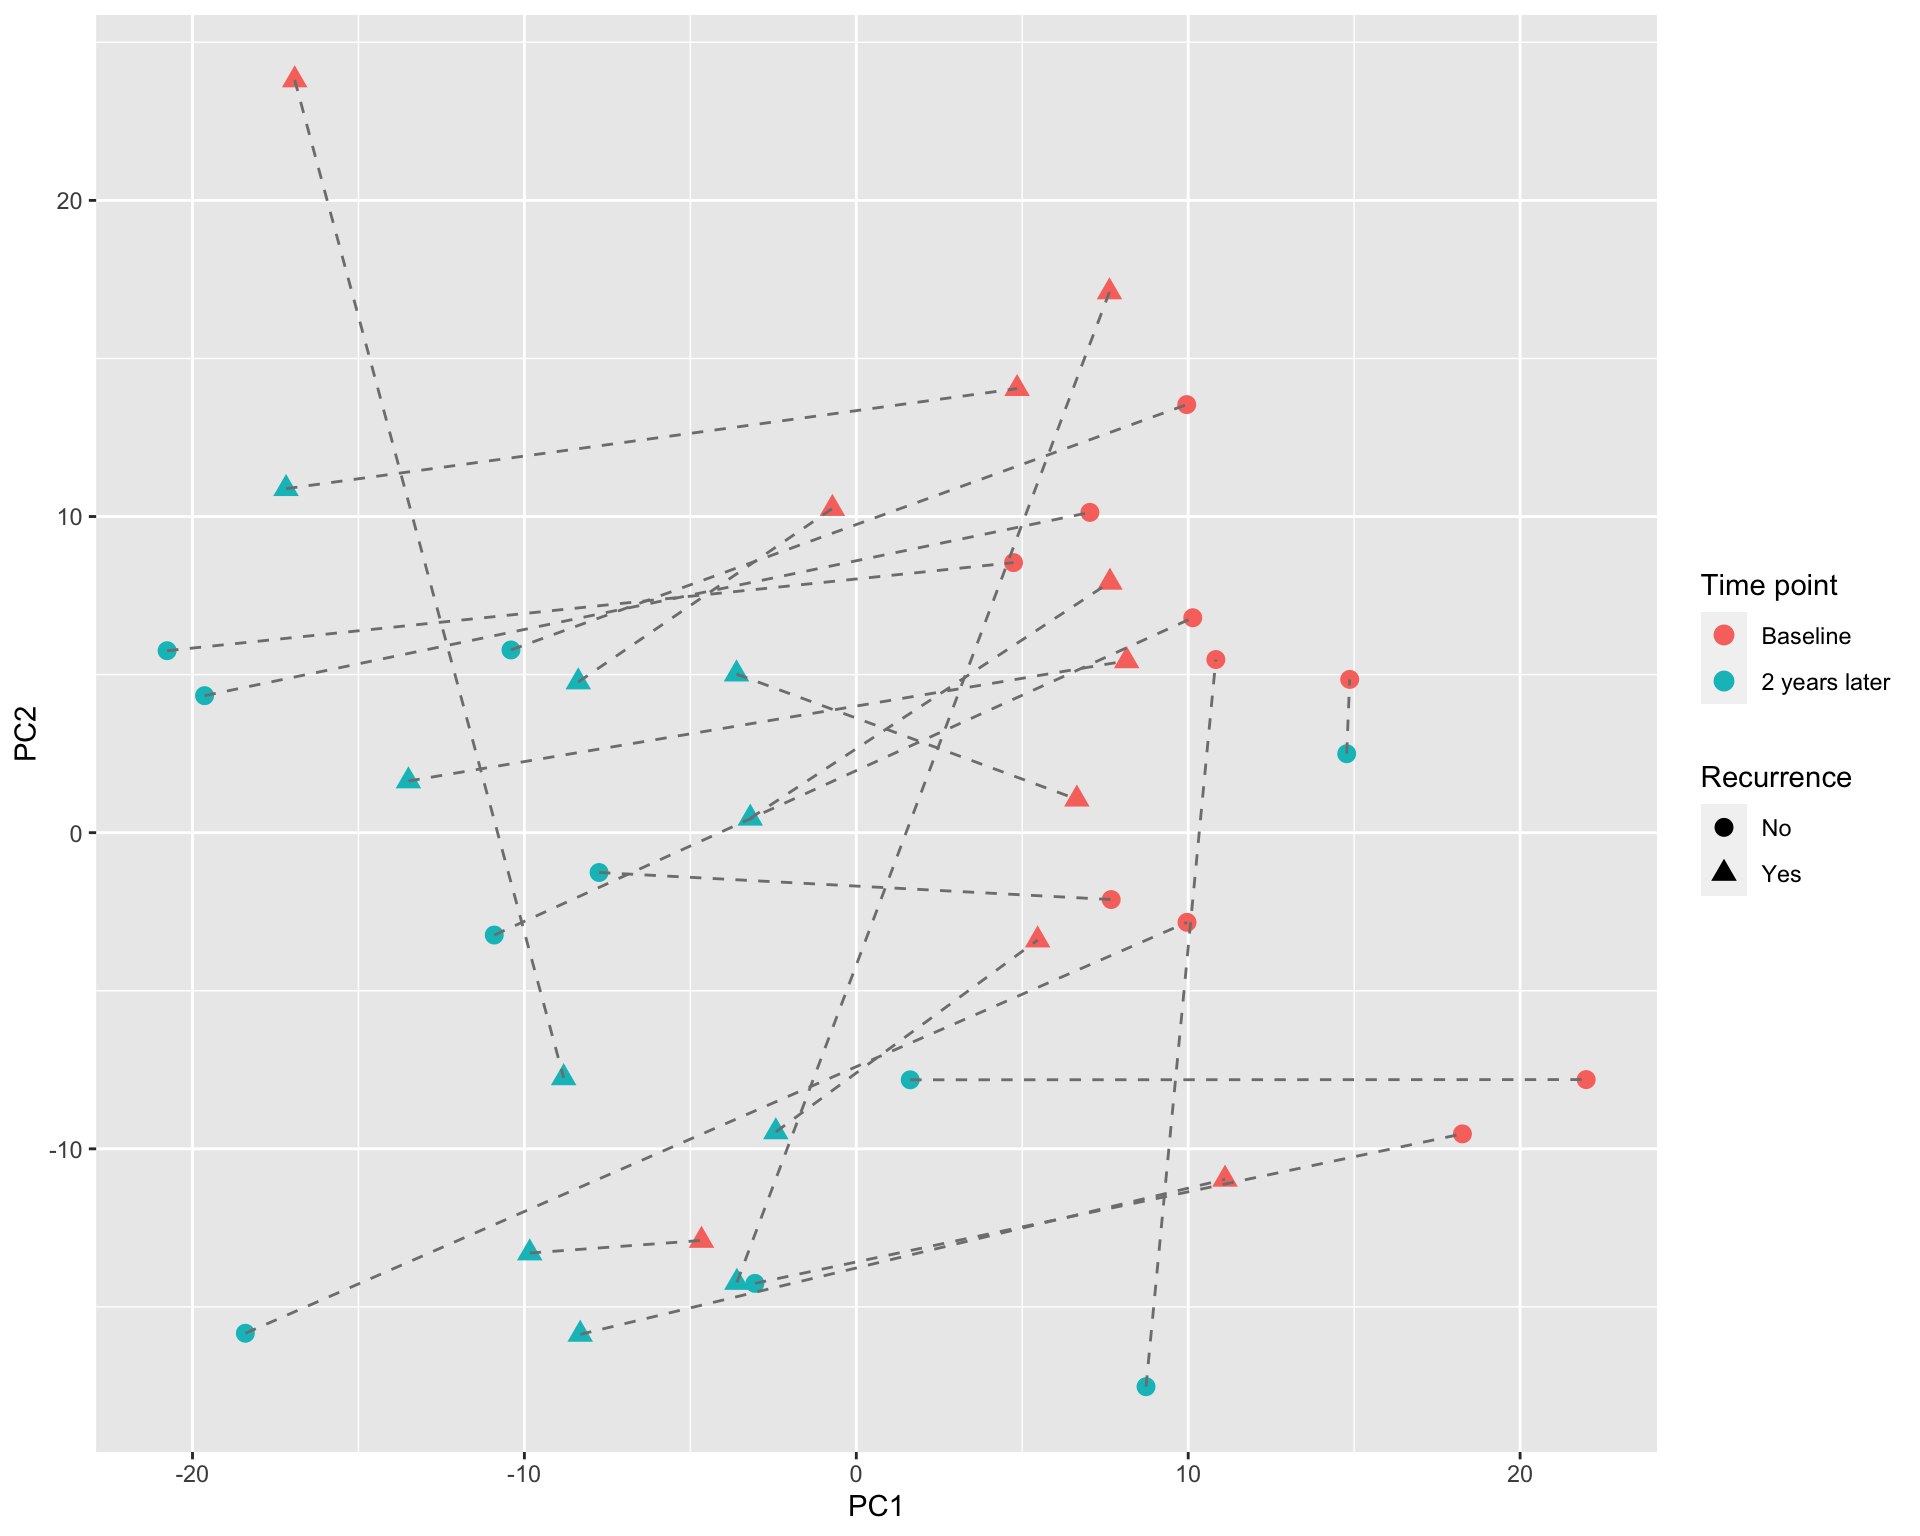 20
10
0
-10
PC2
-20
-10
0
10
20
PC1
Time point
Baseline
2 years later
Recurrence
No
Yes